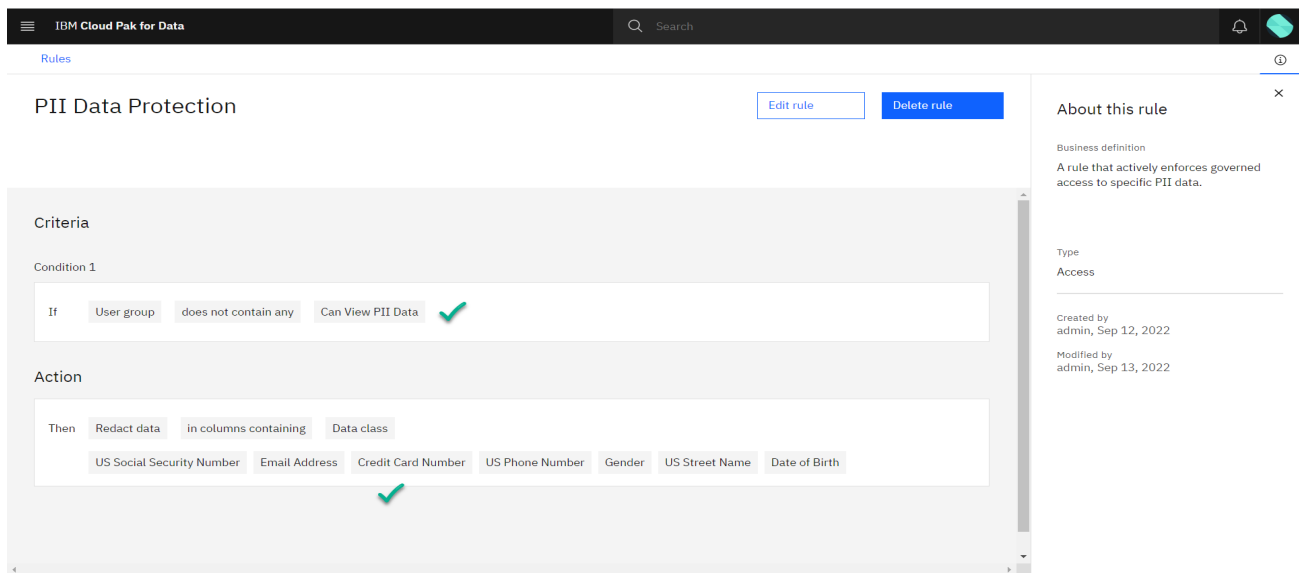 IBM Cloud Pak for Data
Search
Rules
PII Data Protection
Edit rule
Delete rule
Criteria
Condition 1
If User group does not contain any Can View PII Data
Action
Then Redact data in columns containing Data class
US Social Security Number Email Address Credit Card Number US Phone Number Gender US Street Name Date of Birth
About this rule
Business definition
A rule that actively enforces governed
access to specific PII data.
Type
Access
Created by
admin, Sep 12, 2022
Modified by
admin, Sep 13, 2022